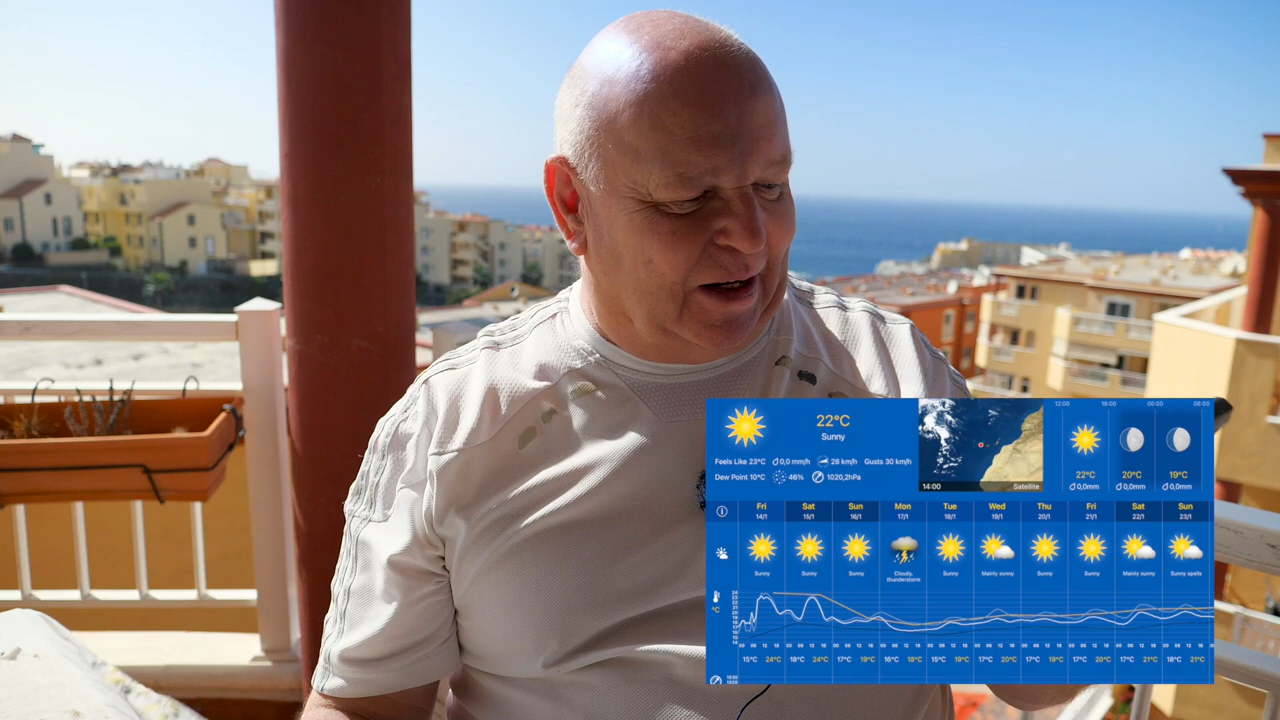 22°C
Sunny
Feels Like 23°C 0,0 mm/h 28 km/h Gusts 30 km/h
Dew Point 10°C 46% 1020,2hPa
14:00 Satellite
12:00 18:00 00:00 06:00
22°C 20°C 19°C
0,0mm 0,0mm 0,0mm
Fri Sat Sun Mon Tue Wed Thu Fri Sat Sun
14/1 15/1 16/1 17/1 18/1 19/1 20/1 21/1 22/1 23/1
Sunny Sunny Sunny Cloudy, thunderstorm Sunny Mainly sunny Sunny Sunny Mainly sunny Sunny spells
°C
15°C 24°C 18°C 24°C 17°C 19°C 16°C 18°C 15°C 19°C 17°C 20°C 17°C 19°C 17°C 20°C 17°C 21°C 18°C 21°C